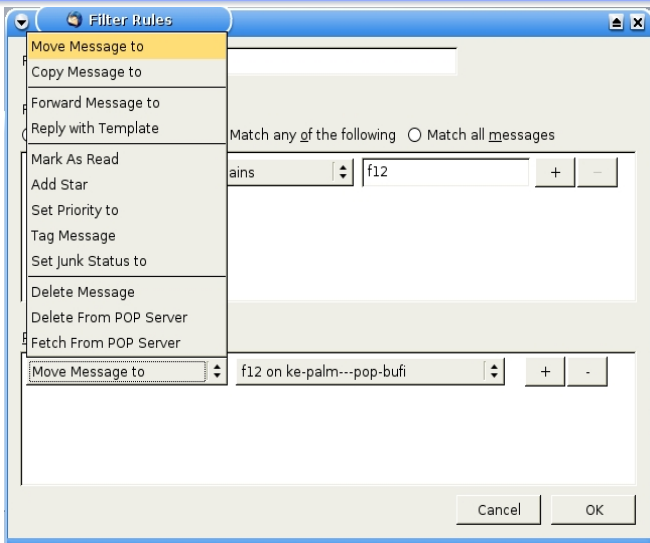 Filter Rules
Move Message to
Copy Message to
Forward Message to
Reply with Template
Match any of the following Match all messages
Mark As Read
ains f12 + –
Add Star
Set Priority to
Tag Message
Set Junk Status to
Delete Message
Delete From POP Server
Fetch From POP Server
Move Message to f12 on ke-palm---pop-bufi + -
Cancel OK